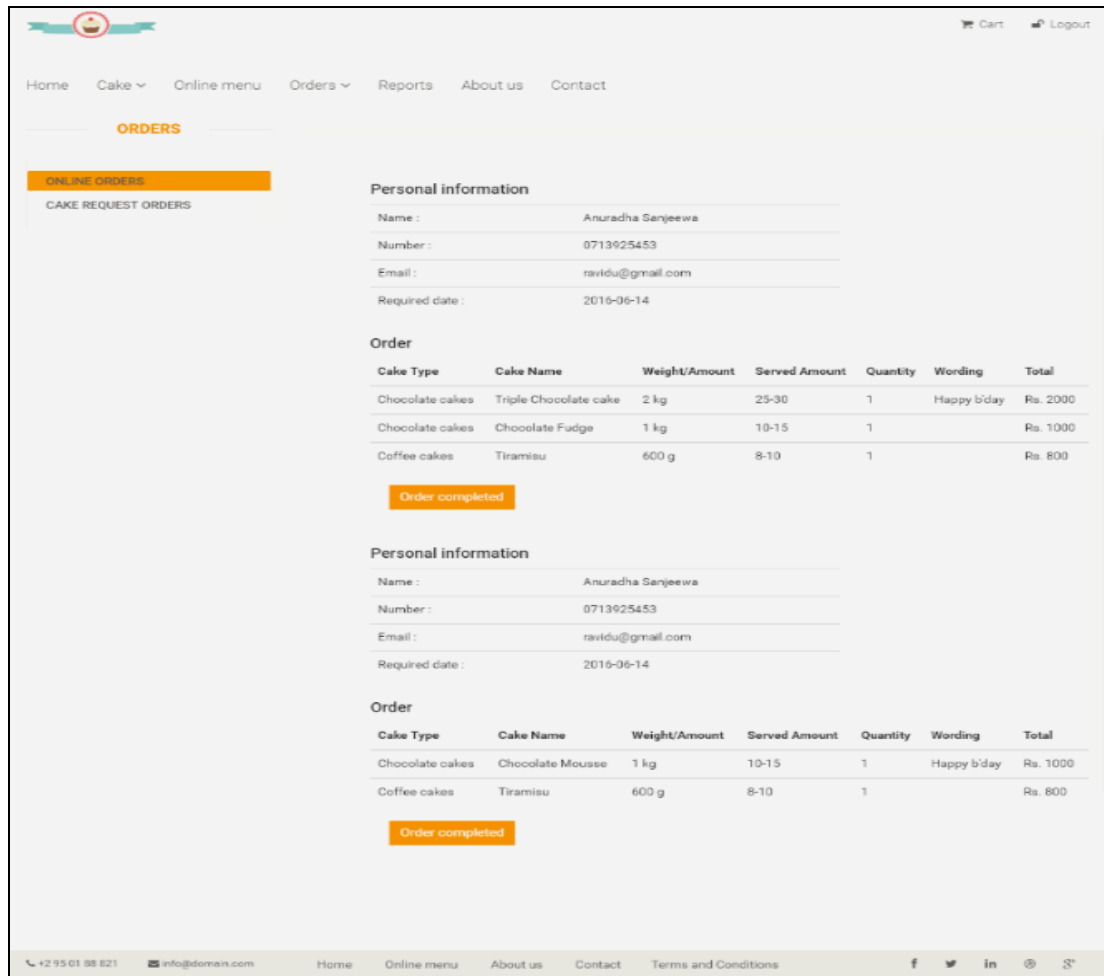 Cart Logout
Home Cake Online menu Orders Reports About us Contact
ORDERS
ONLINE ORDERS
CAKE REQUEST ORDERS
Personal information
Name : Anuradha Sanjeewa
Number : 0713925453
Email : ravidu@gmail.com
Required date : 2016-06-14
Order
Cake Type Cake Name Weight/Amount Served Amount Quantity Wording Total
Chocolate cakes Triple Chocolate cake 2 kg 25-30 1 Happy b'day Rs. 2000
Chocolate cakes Chocolate Fudge 1 kg 10-15 1 Rs. 1000
Coffee cakes Tiramisu 600 g 8-10 1 Rs. 800
Order completed
Personal information
Name : Anuradha Sanjeewa
Number : 0713925453
Email : ravidu@gmail.com
Required date : 2016-06-14
Order
Cake Type Cake Name Weight/Amount Served Amount Quantity Wording Total
Chocolate cakes Chocolate Mousse 1 kg 10-15 1 Happy b'day Rs. 1000
Coffee cakes Tiramisu 600 g 8-10 1 Rs. 800
Order completed
+2 95 01 88 821 info@domain.com Home Online menu About us Contact Terms and Conditions